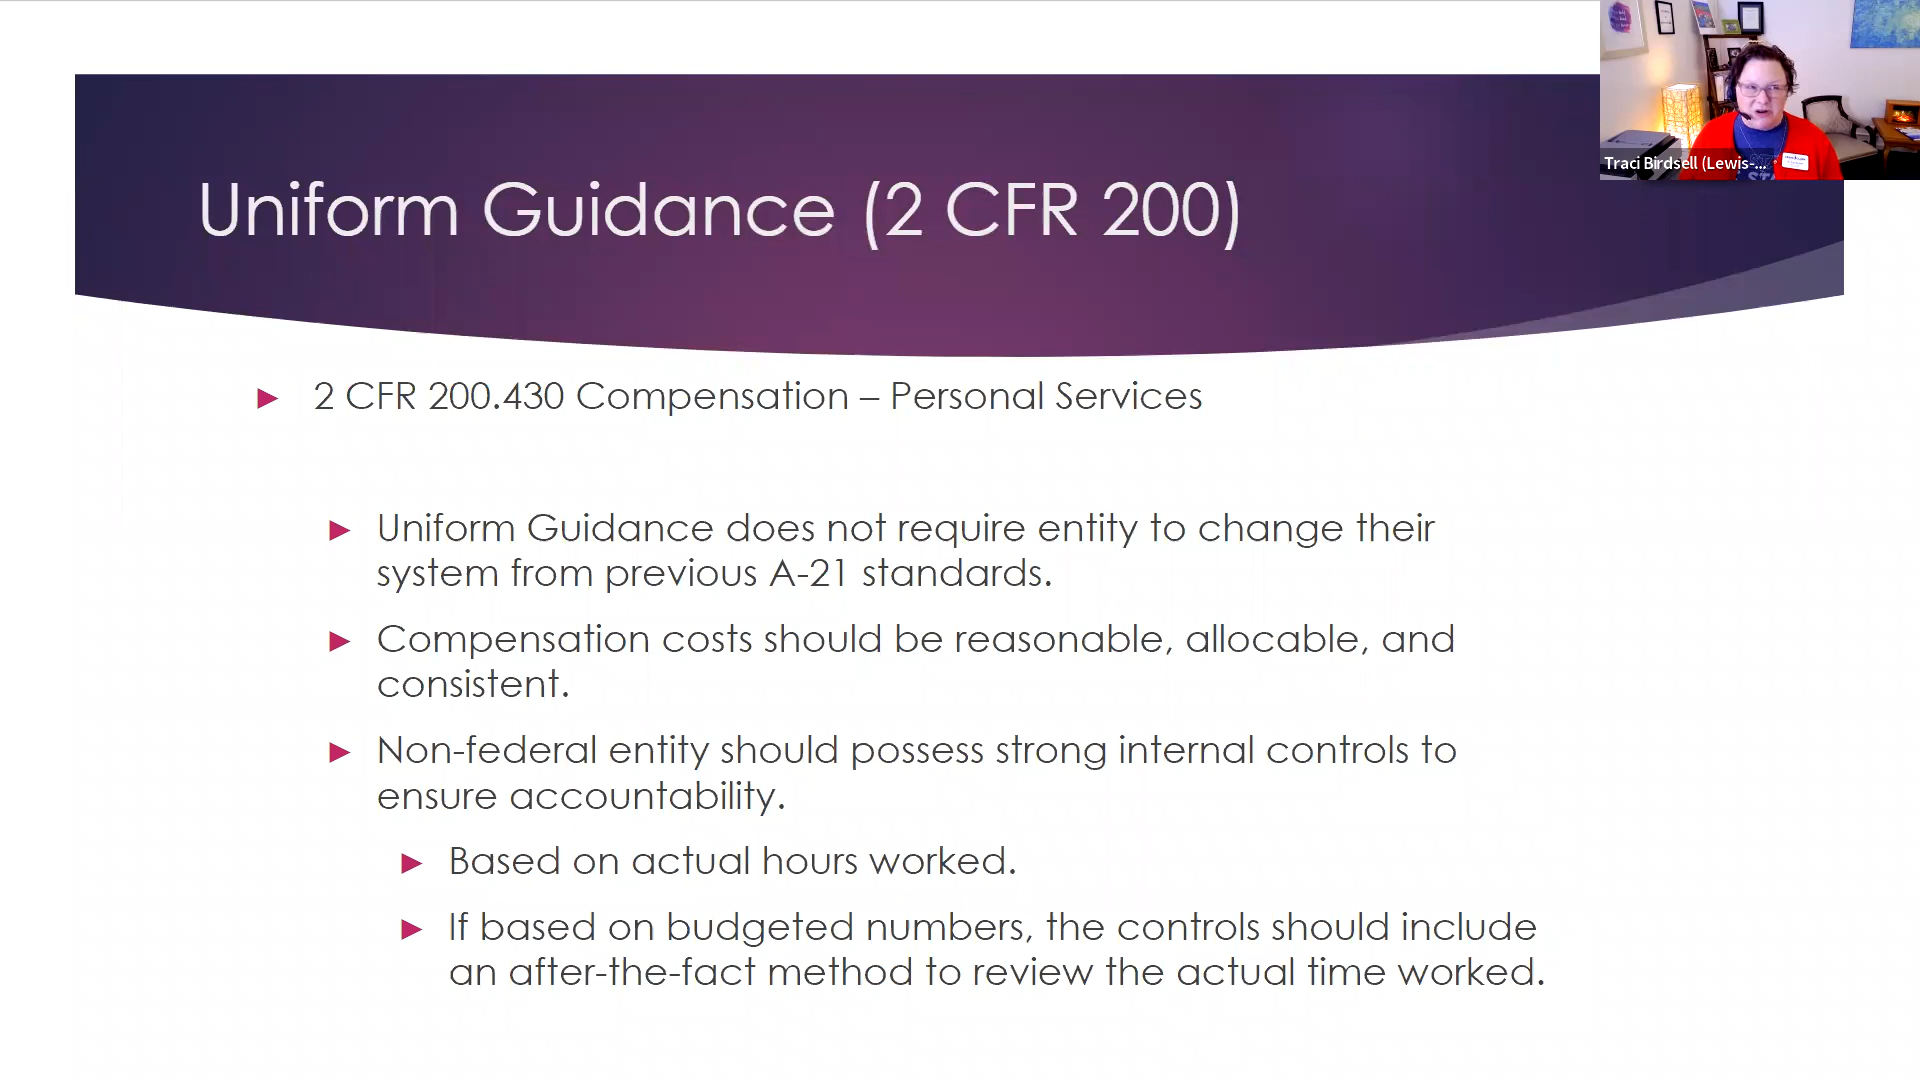 Uniform Guidance (2 CFR 200)
Traci Birdsell (Lewis-...
2 CFR 200.430 Compensation – Personal Services
Uniform Guidance does not require entity to change their
system from previous A-21 standards.
Compensation costs should be reasonable, allocable, and
consistent.
Non-federal entity should possess strong internal controls to
ensure accountability.
Based on actual hours worked.
If based on budgeted numbers, the controls should include
an after-the-fact method to review the actual time worked.